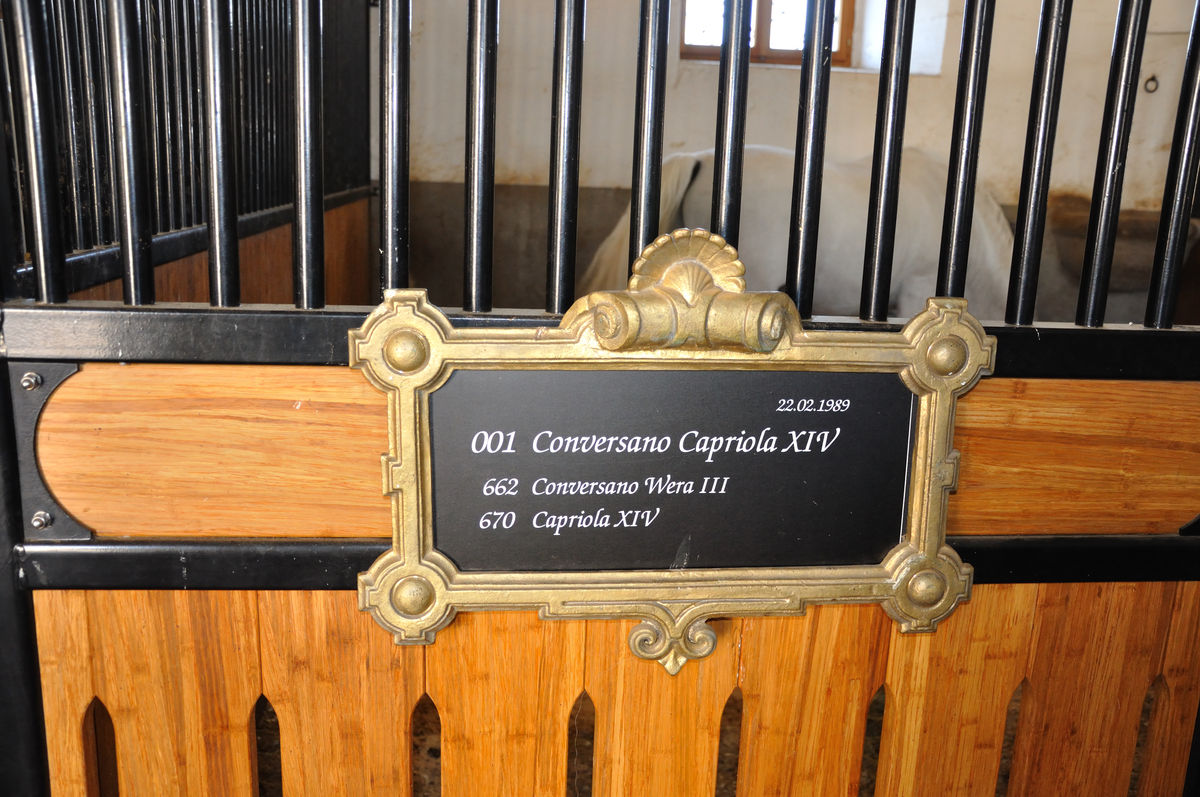 22.02.1989
001 Conversano Capriola XIV
662 Conversano Wera III
670 Capriola XIV